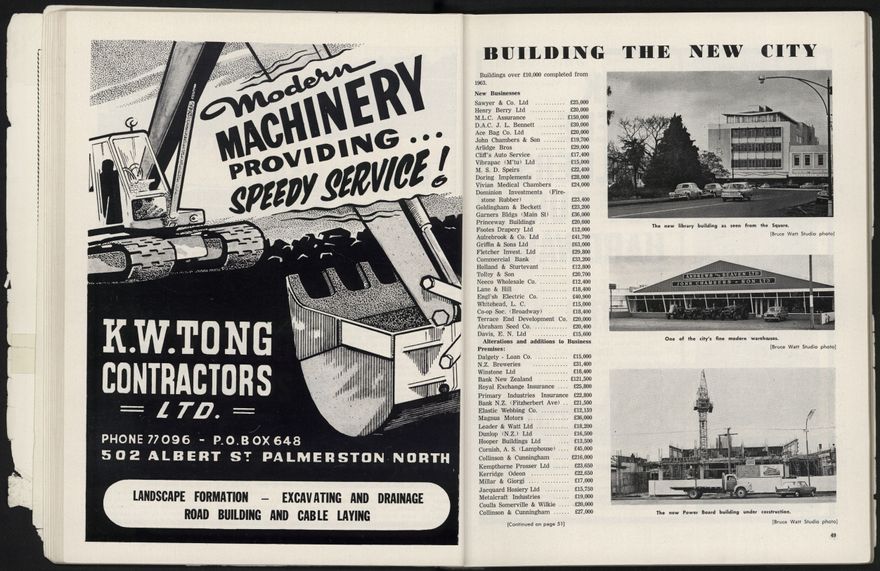 Modern
MACHINERY
PROVIDING...
SPEEDY SERVICE!
K.W.TONG
CONTRACTORS
= LTD. =
PHONE 77096 - P.O.BOX 648
502 ALBERT ST PALMERSTON NORTH
LANDSCAPE FORMATION — EXCAVATING AND DRAINAGE
ROAD BUILDING AND CABLE LAYING
BUILDING THE NEW CITY
Buildings over £10,000 completed from
1963.
New Businesses
Sawyer & Co. Ltd ........... £25,000
Henry Berry Ltd ........... £20,000
M.L.C. Assurance ........... £150,000
D.A.C. J. L. Bennett ........... £30,000
Ace Bag Co. Ltd ........... £20,000
John Chambers & Son ........... £19,700
Arlidge Bros ........... £29,000
Cliff's Auto Service ........... £17,400
Vibrapac (M'tu) Ltd ........... £15,000
M. S. D. Speirs ........... £22,400
Doring Implements ........... £28,000
Vivian Medical Chambers ........... £24,000
Dominion Investments (Fire-
stone Rubber) ........... £23,400
Guldingham & Beckett ........... £23,200
Garners Bldgs (Main St) ........... £36,000
Princeway Buildings ........... £20,000
Footes Drapery Ltd ........... £12,000
Aulsebrook & Co. Ltd ........... £41,700
Griffin & Sons Ltd ........... £63,000
Fletcher Invest. Ltd ........... £29,800
Commercial Bank ........... £33,200
Holland & Sturtevant ........... £12,800
Tolley & Son ........... £20,700
Neeco Wholesale Co. ........... £12,400
Lane & Hill ........... £18,400
Engl'sh Electric Co. ........... £40,900
Whitehead, L. C. ........... £15,000
Co-op Soc. (Broadway) ........... £18,400
Terrace End Development Co. £20,000
Abraham Seed Co. ........... £20,400
Davis, E. N. Ltd ........... £15,600
Alterations and additions to Business
Premises:
Dalgety - Loan Co. ........... £15,000
N.Z. Breweries ........... £31,400
Winstone Ltd ........... £18,400
Bank New Zealand ........... £121,500
Royal Exchange Insurance .... £25,800
Primary Industries Insurance £22,800
Bank N.Z. (Fitzherbert Ave) .. £21,500
Elastic Webbing Co. ........... £12,153
Magnus Motors ........... £36,000
Leader & Watt Ltd ........... £18,200
Dunlop (N.Z.) Ltd ........... £16,500
Hooper Buildings Ltd ........... £13,500
Cornish, A. S. (Lamphouse) .. £45,000
Collinson & Cunningham ...... £216,000
Kempthorne Prosser Ltd ...... £23,650
Kerridge Odeon ........... £22,650
Millar & Giorgi ........... £17,000
Jacquard Hosiery Ltd ........... £15,750
Metalcraft Industries ........... £19,000
Coulls Somerville & Wilkie .... £20,000
Collinson & Cunningham ...... £27,000
[Continued on page 51]
The new library building as seen from the Square.
[Bruce Watt Studio photo]
ANDREWS AND BEAVEN LTD
JOHN CHAMBERS & SON LTD.
One of the city's fine modern warehouses.
[Bruce Watt Studio photo]
The new Power Board building under construction.
[Bruce Watt Studio photo]
49